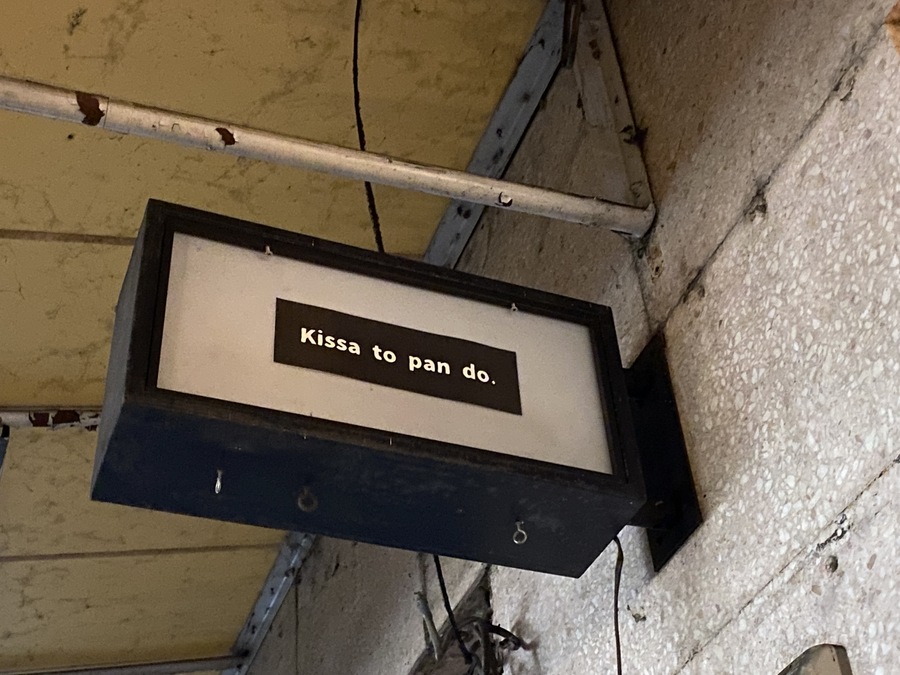 Kissa to pan do.